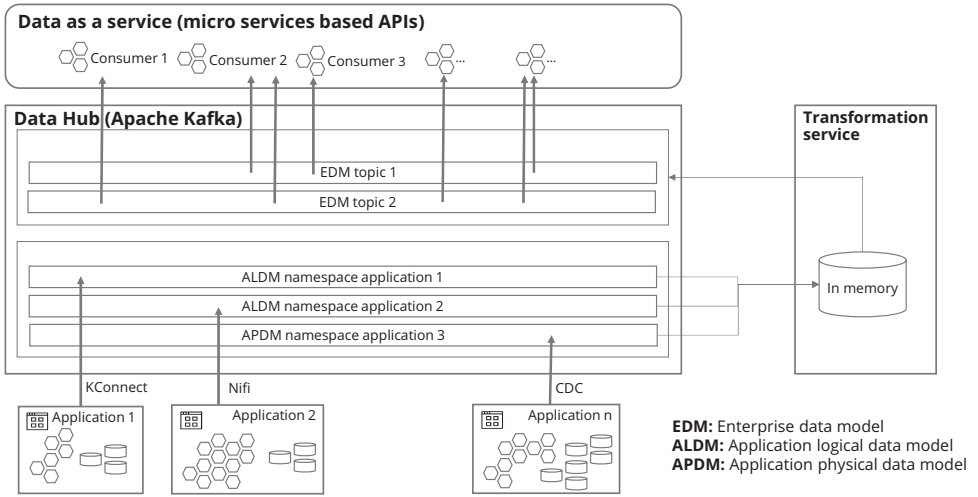 Data as a service (micro services based APIs)
Consumer 1
Consumer 2
Consumer 3
...
...
Data Hub (Apache Kafka)
EDM topic 1
EDM topic 2
ALDM namespace application 1
ALDM namespace application 2
APDM namespace application 3
Transformation
service
In memory
KConnect
Nifi
CDC
Application 1
Application 2
Application n
EDM: Enterprise data model
ALDM: Application logical data model
APDM: Application physical data model